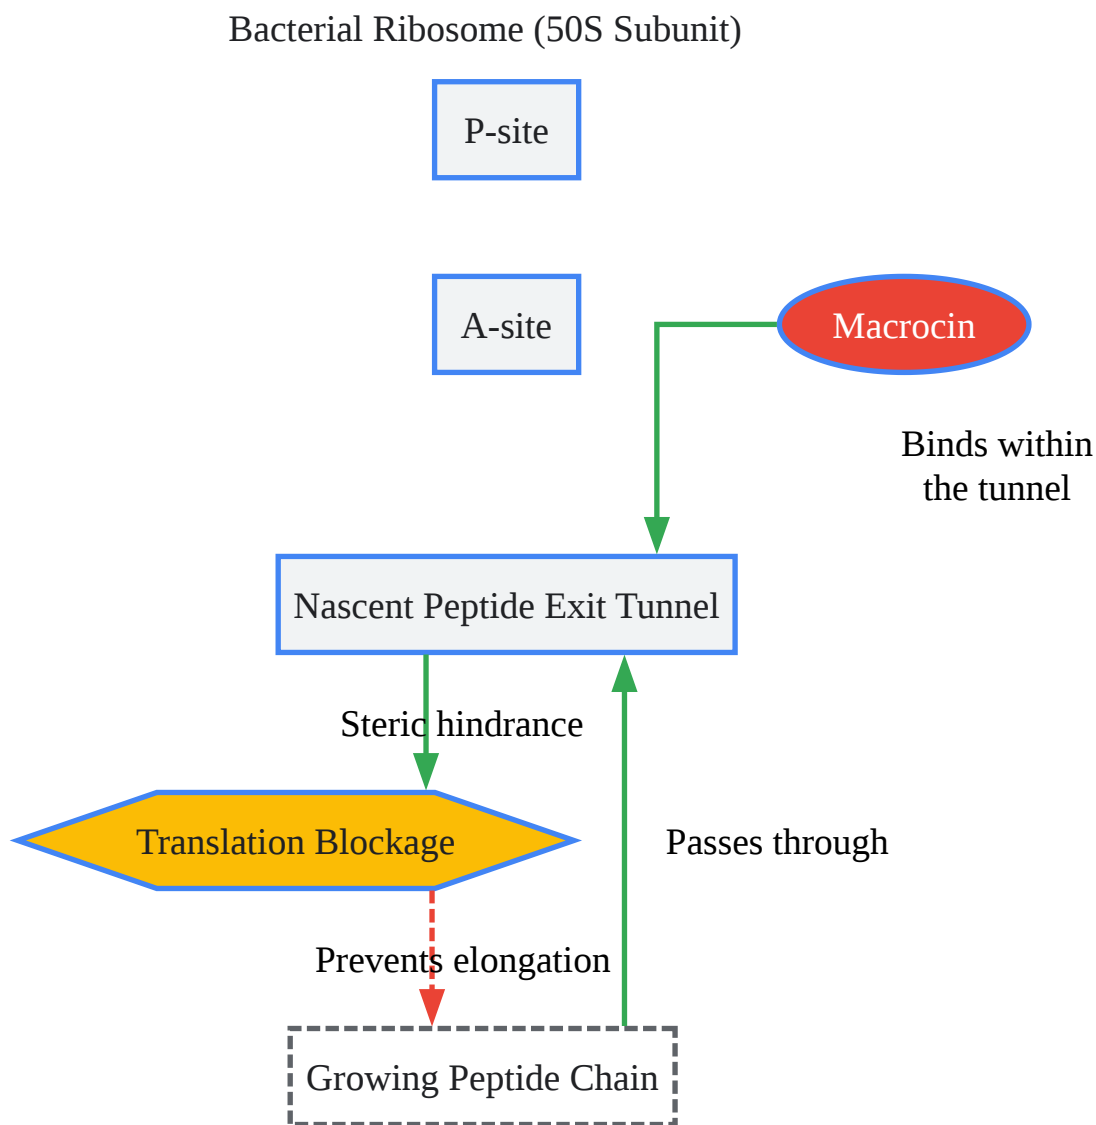 Bacterial Ribosome (50S Subunit)
P-site
A-site
Macrocin
Binds within
the tunnel
Nascent Peptide Exit Tunnel
Steric hindrance
Translation Blockage
Passes through
Prevents elongation
Growing Peptide Chain